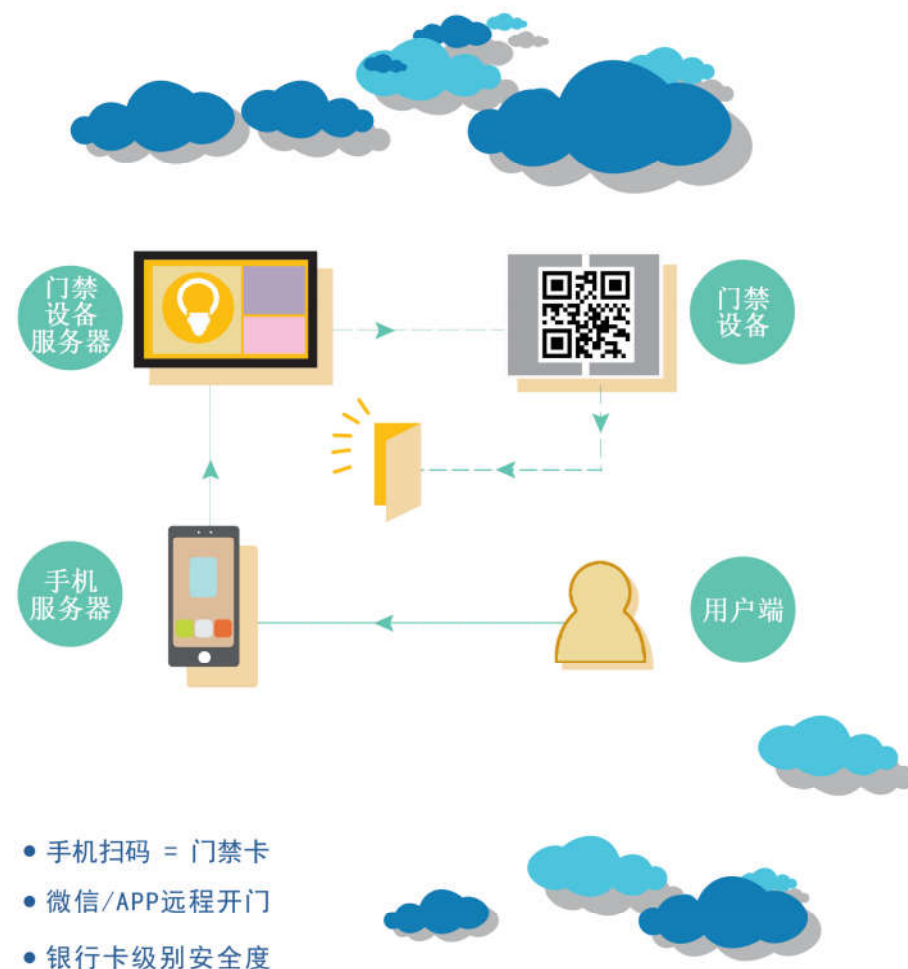 门禁
设备
服务器
门禁
设备
手机
服务器
用户端
● 手机扫码 = 门禁卡
● 微信/APP远程开门
● 银行卡级别安全度